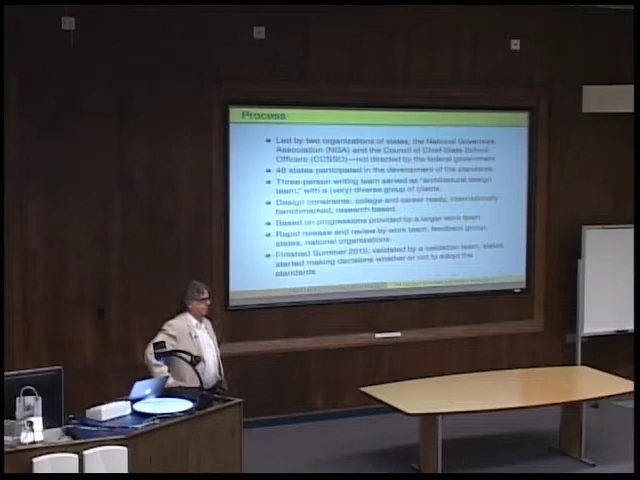 Process
Led by two organizations of states, the National Governors
Association (NGA) and the Council of Chief State School
Officers (CCSSO)—not directed by the federal government
48 states participated in the development of the standards
Three-person writing team served as "architectural design
team," with a (very) diverse group of clients.
Design constraints: college and career ready, internationally
benchmarked, research based.
Based on progressions provided by a larger work team
Rapid release and review by work team, feedback group,
states, national organizations
Finished Summer 2010, validated by a validation team, states
started making decisions whether or not to adopt the
standards